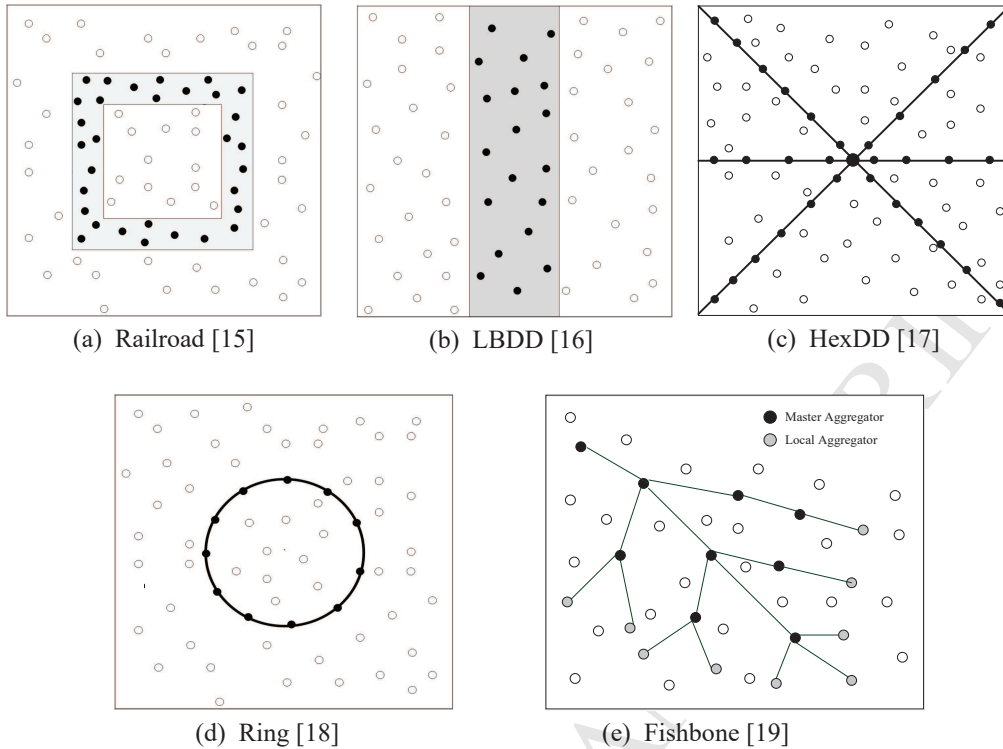 (a) Railroad [15]
(b) LBDD [16]
(c) HexDD [17]
Master Aggregator
Local Aggregator
(d) Ring [18]
(e) Fishbone [19]